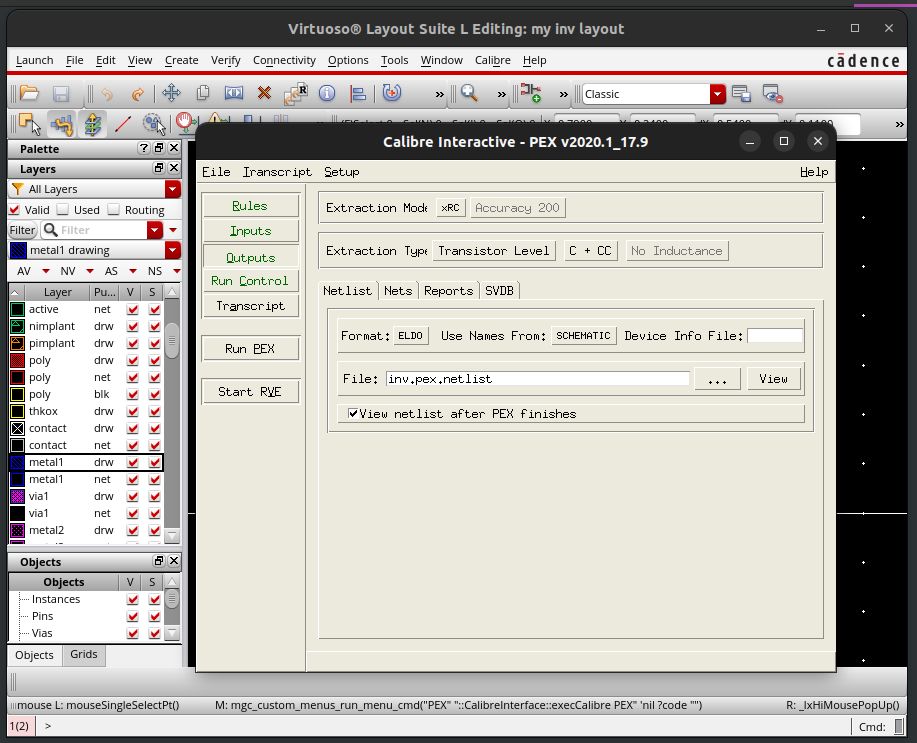 Virtuoso® Layout Suite L Editing: my inv layout
Launch File Edit View Create Verify Connectivity Options Tools Window Calibre Help
cādence
R » » » Classic
»
Palette
Layers
All Layers
Valid Used Routing
Filter Filter
metal1 drawing
AV NV AS NS
Layer Pu... V S
active net
nimplant drw
pimplant drw
poly drw
poly net
poly blk
thkox drw
contact drw
contact net
metal1 drw
metal1 net
via1 drw
via1 net
metal2 drw
Objects
Objects V S
Instances
Pins
Vias
Objects Grids
Calibre Interactive - PEX v2020.1_17.9
File Transcript Setup Help
Rules
Inputs
Outputs
Run Control
Transcript
Run PEX
Start RVE
Extraction Mode xRC Accuracy 200
Extraction Type Transistor Level C + CC No Inductance
Netlist Nets Reports SVDB
Format: ELDO Use Names From: SCHEMATIC Device Info File:
File: inv.pex.netlist ... View
View netlist after PEX finishes
mouse L: mouseSingleSelectPt() M: mgc_custom_menus_run_menu_cmd("PEX" "::CalibreInterface::execCalibre PEX" 'nil ?code "") R: _lxHiMousePopUp()
1(2) > Cmd: